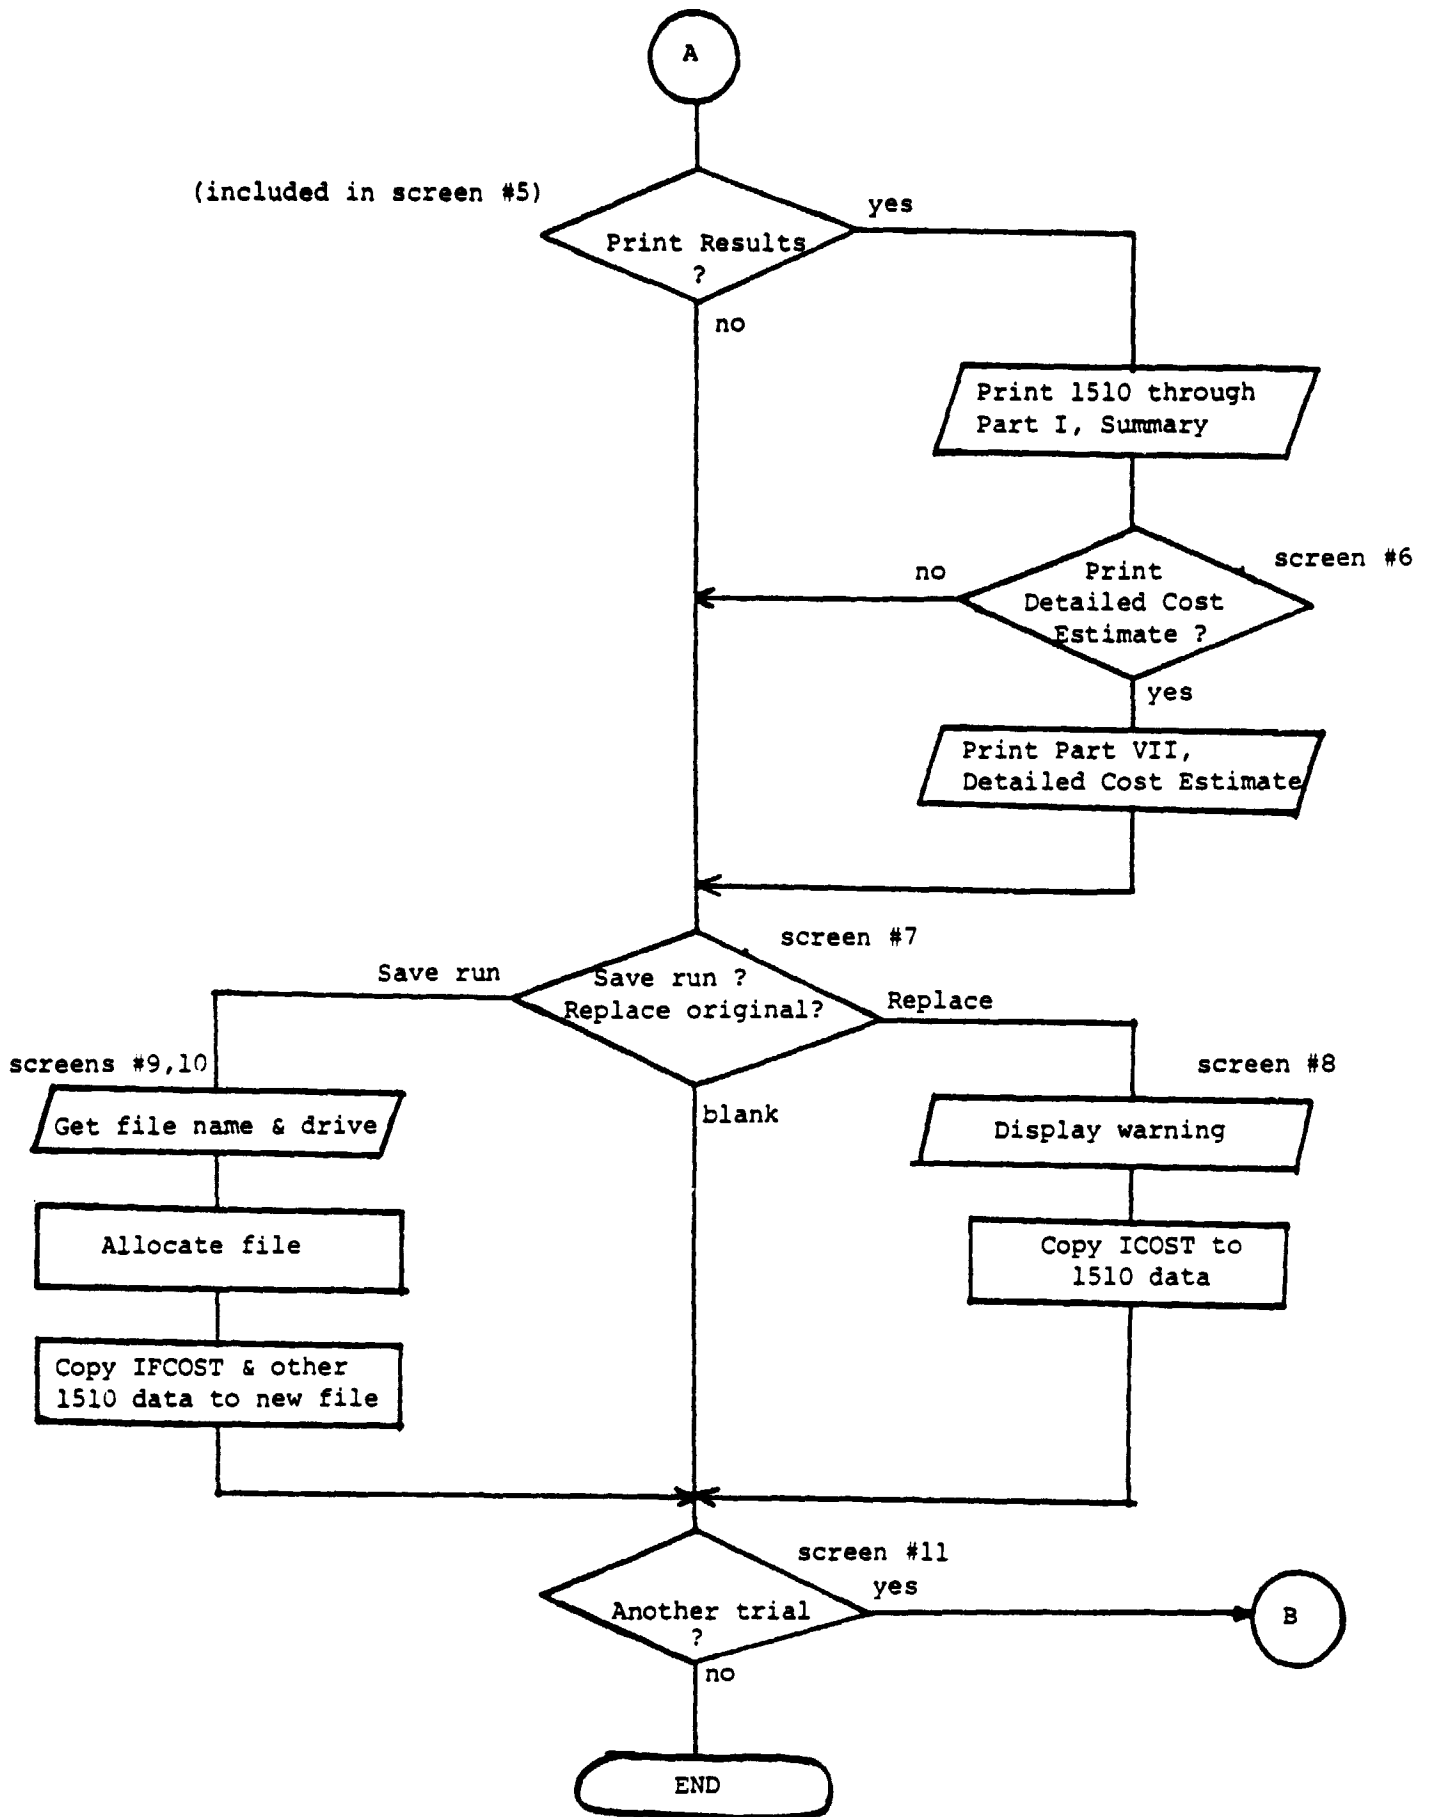 A
(included in screen #5)
yes
Print Results
?
no
Print 1510 through
Part I, Summary
screen #6
no
Print
Detailed Cost
Estimate ?
yes
Print Part VII,
Detailed Cost Estimate
screen #7
Save run
Save run ?
Replace original?
Replace
screens #9,10
screen #8
Get file name & drive
blank
Display warning
Allocate file
Copy ICOST to
1510 data
Copy IFCOST & other
1510 data to new file
screen #11
yes
Another trial
?
B
no
END